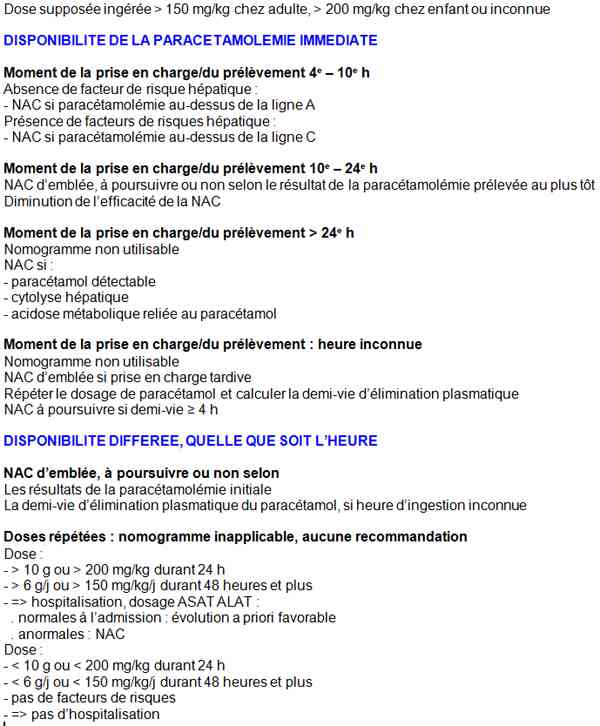 Dose supposée ingérée > 150 mg/kg chez adulte, > 200 mg/kg chez enfant ou inconnue
DISPONIBILITE DE LA PARACETAMOLEMIE IMMEDIATE
Moment de la prise en charge/du prélèvement 4e – 10e h
Absence de facteur de risque hépatique :
- NAC si paracétamolémie au-dessus de la ligne A
Présence de facteurs de risques hépatique :
- NAC si paracétamolémie au-dessus de la ligne C
Moment de la prise en charge/du prélèvement 10e – 24e h
NAC d'emblée, à poursuivre ou non selon le résultat de la paracétamolémie prélevée au plus tôt
Diminution de l'efficacité de la NAC
Moment de la prise en charge/du prélèvement > 24e h
Nomogramme non utilisable
NAC si :
- paracétamol détectable
- cytolyse hépatique
- acidose métabolique reliée au paracétamol
Moment de la prise en charge/du prélèvement : heure inconnue
Nomogramme non utilisable
NAC d'emblée si prise en charge tardive
Répéter le dosage de paracétamol et calculer la demi-vie d'élimination plasmatique
NAC à poursuivre si demi-vie ≥ 4 h
DISPONIBILITE DIFFEREE, QUELLE QUE SOIT L'HEURE
NAC d'emblée, à poursuivre ou non selon
Les résultats de la paracétamolémie initiale
La demi-vie d'élimination plasmatique du paracétamol, si heure d'ingestion inconnue
Doses répétées : nomogramme inapplicable, aucune recommandation
Dose :
- > 10 g ou > 200 mg/kg durant 24 h
- > 6 g/j ou > 150 mg/kg/j durant 48 heures et plus
- => hospitalisation, dosage ASAT ALAT :
. normales à l'admission : évolution a priori favorable
. anormales : NAC
Dose :
- < 10 g ou < 200 mg/kg durant 24 h
- < 6 g/j ou < 150 mg/kg/j durant 48 heures et plus
- pas de facteurs de risques
- => pas d'hospitalisation